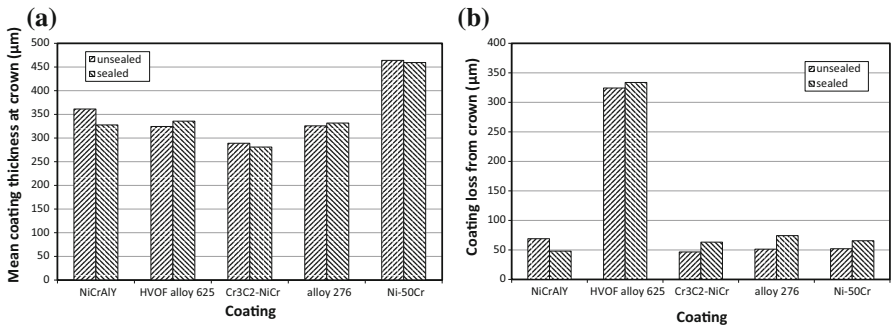 (a)
Mean coating thickness at crown (µm)
500
450
400
350
300
250
200
150
100
50
0
unsealed
sealed
NiCrAlY HVOF alloy 625 Cr3C2-NiCr alloy 276 Ni-50Cr
Coating
(b)
Coating loss from crown (µm)
400
350
300
250
200
150
100
50
0
unsealed
sealed
NiCrAlY HVOF alloy 625 Cr3C2-NiCr alloy 276 Ni-50Cr
Coating